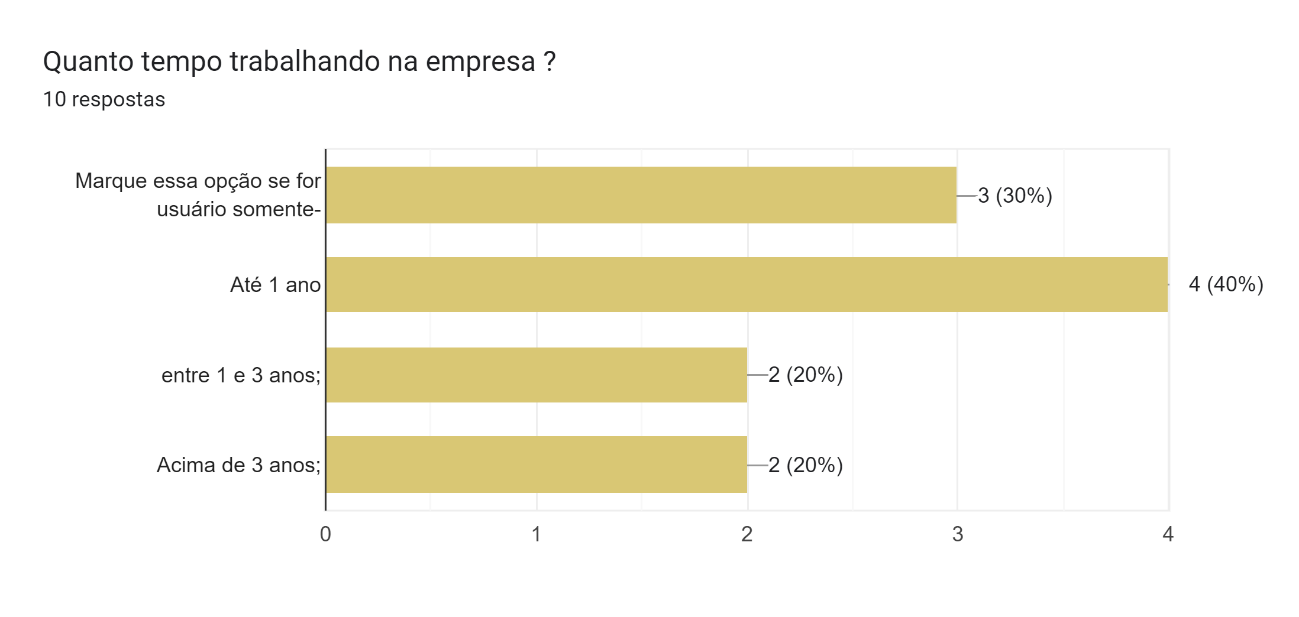 Quanto tempo trabalhando na empresa ?
10 respostas
Marque essa opção se for
usuário somente-
3 (30%)
Até 1 ano
4 (40%)
entre 1 e 3 anos;
2 (20%)
Acima de 3 anos;
2 (20%)
0 1 2 3 4